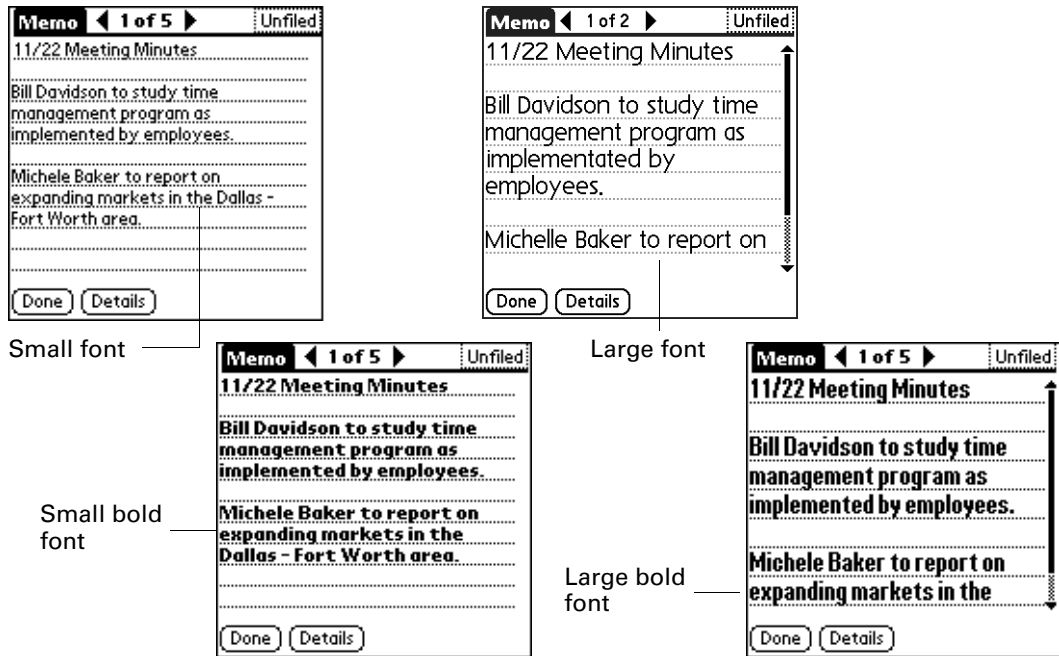 Memo 1 of 5 Unfiled
11/22 Meeting Minutes
Bill Davidson to study time
management program as
implemented by employees.
Michele Baker to report on
expanding markets in the Dallas -
Fort Worth area.
Done Details
Small font
Memo 1 of 2 Unfiled
11/22 Meeting Minutes
Bill Davidson to study time
management program as
implementated by
employees.
Michelle Baker to report on
Done Details
Large font
Memo 1 of 5 Unfiled
11/22 Meeting Minutes
Bill Davidson to study time
management program as
implemented by employees.
Michele Baker to report on
expanding markets in the
Dallas - Fort Worth area.
Done Details
Small bold
font
Memo 1 of 5 Unfiled
11/22 Meeting Minutes
Bill Davidson to study time
management program as
implemented by employees.
Michele Baker to report on
expanding markets in the
Done Details
Large bold
font